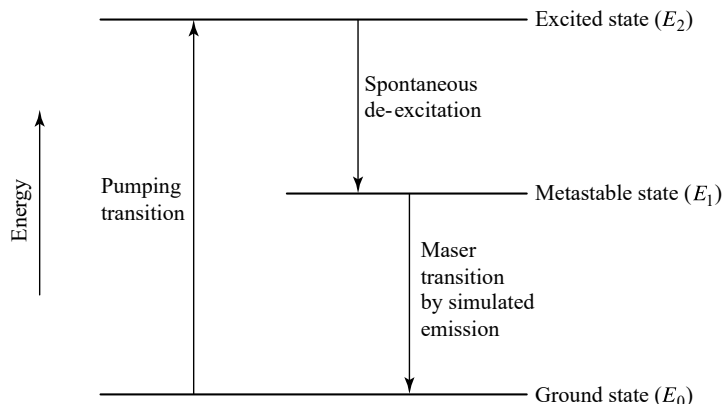 Excited state (E2)
Spontaneous
de-excitation
Pumping
transition
Energy
Metastable state (E1)
Maser
transition
by simulated
emission
Ground state (E0)